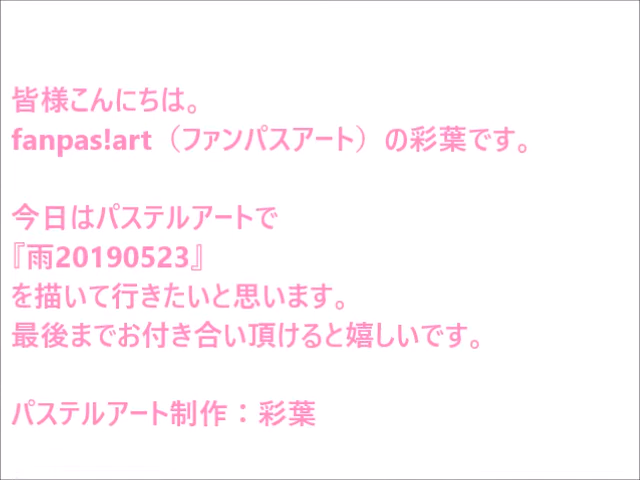 皆様こんにちは。
fanpas!art（ファンパスアート）の彩葉です。
今日はパステルアートで
『雨20190523』
を描いて行きたいと思います。
最後までお付き合い頂けると嬉しいです。
パステルアート制作：彩葉